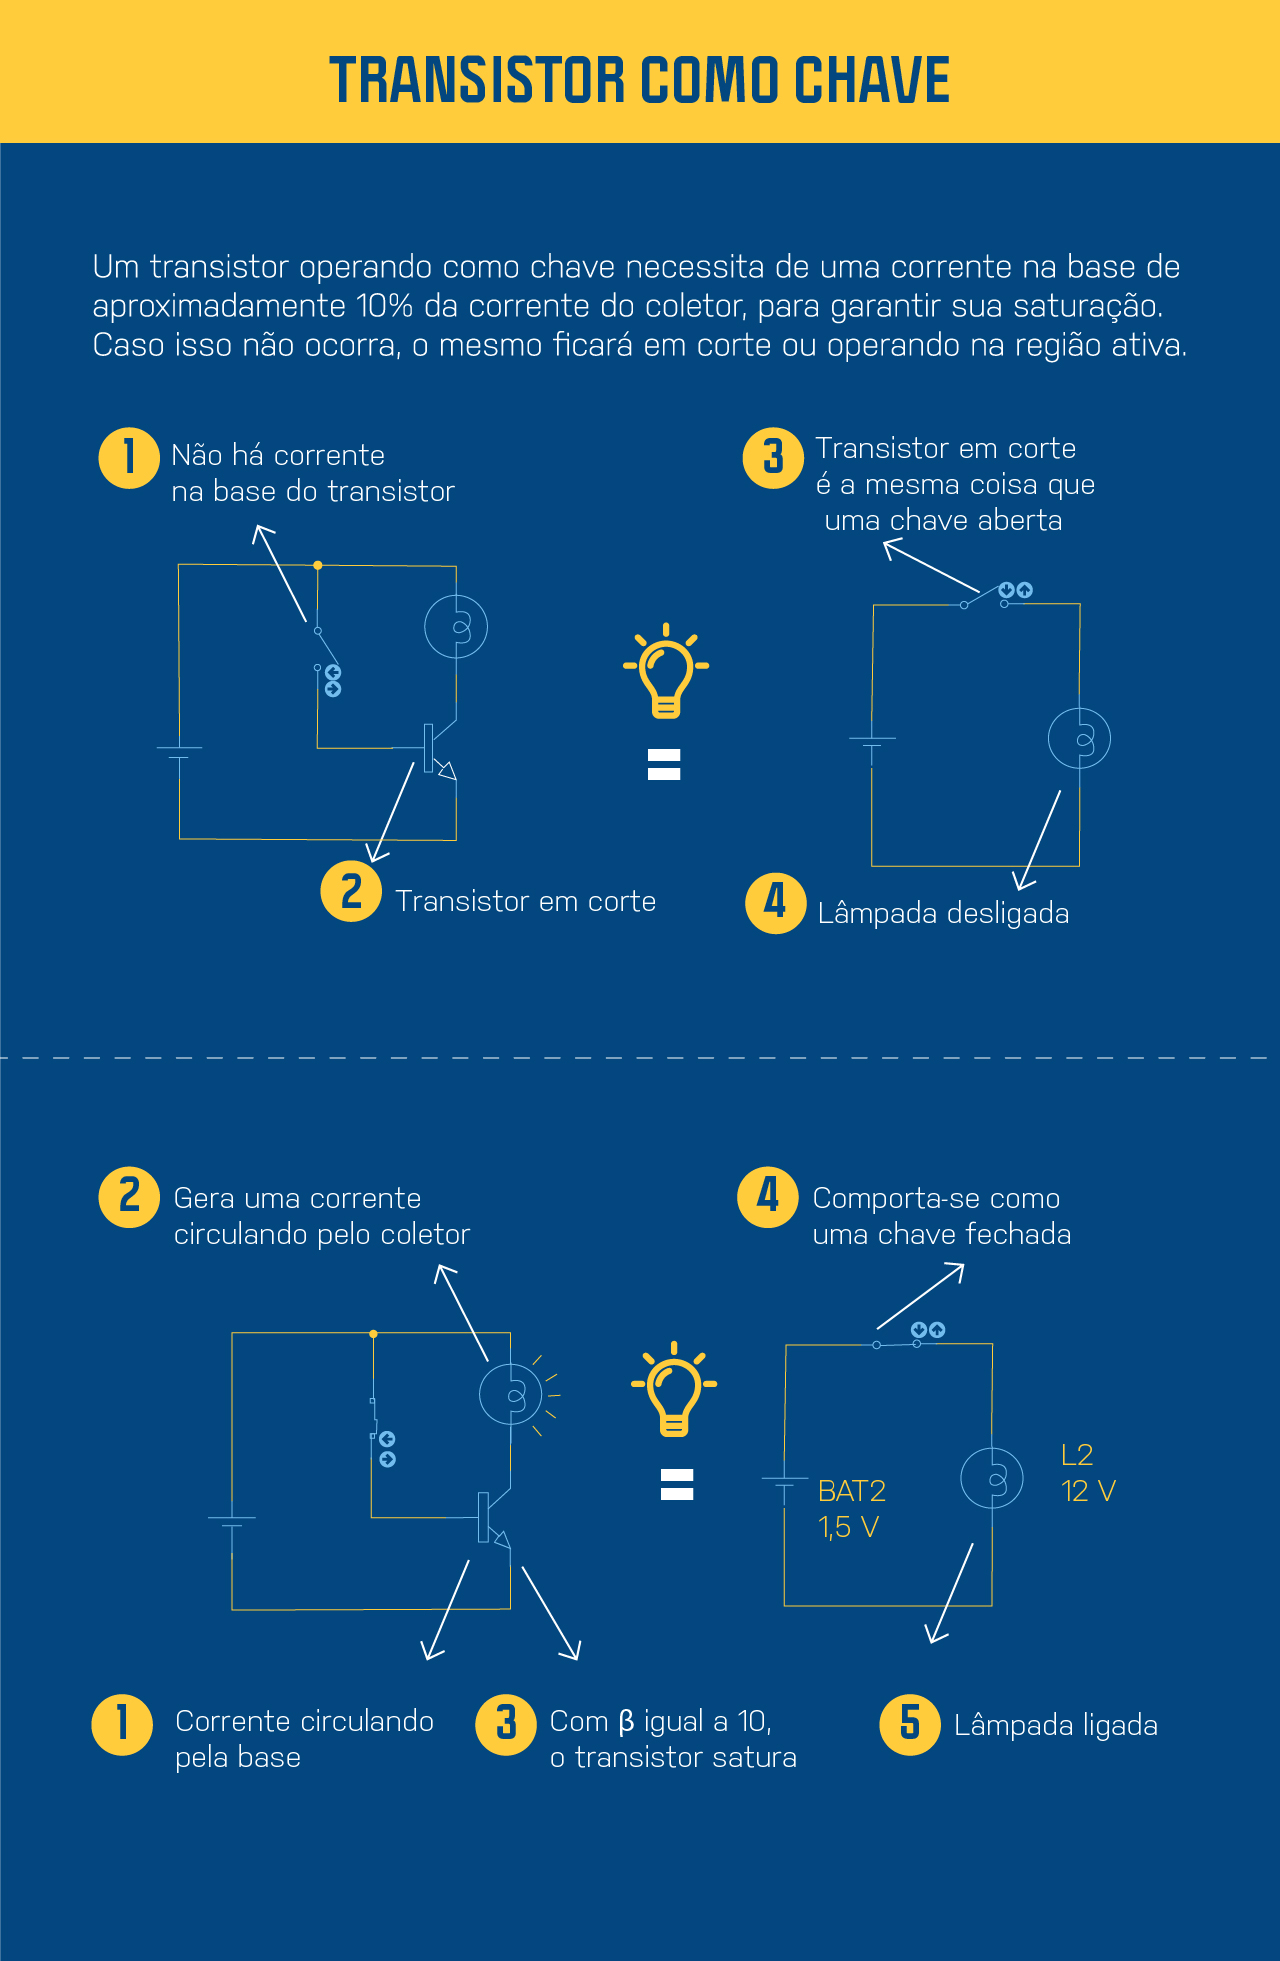 TRANSISTOR COMO CHAVE
Um transistor operando como chave necessita de uma corrente na base de
aproximadamente 10% da corrente do coletor, para garantir sua saturação.
Caso isso não ocorra, o mesmo ficará em corte ou operando na região ativa.
1
Não há corrente
na base do transistor
3
Transistor em corte
é a mesma coisa que
uma chave aberta
2
Transistor em corte
4
Lâmpada desligada
2
Gera uma corrente
circulando pelo coletor
4
Comporta-se como
uma chave fechada
BAT2
1,5 V
L2
12 V
1
Corrente circulando
pela base
3
Com β igual a 10,
o transistor satura
5
Lâmpada ligada